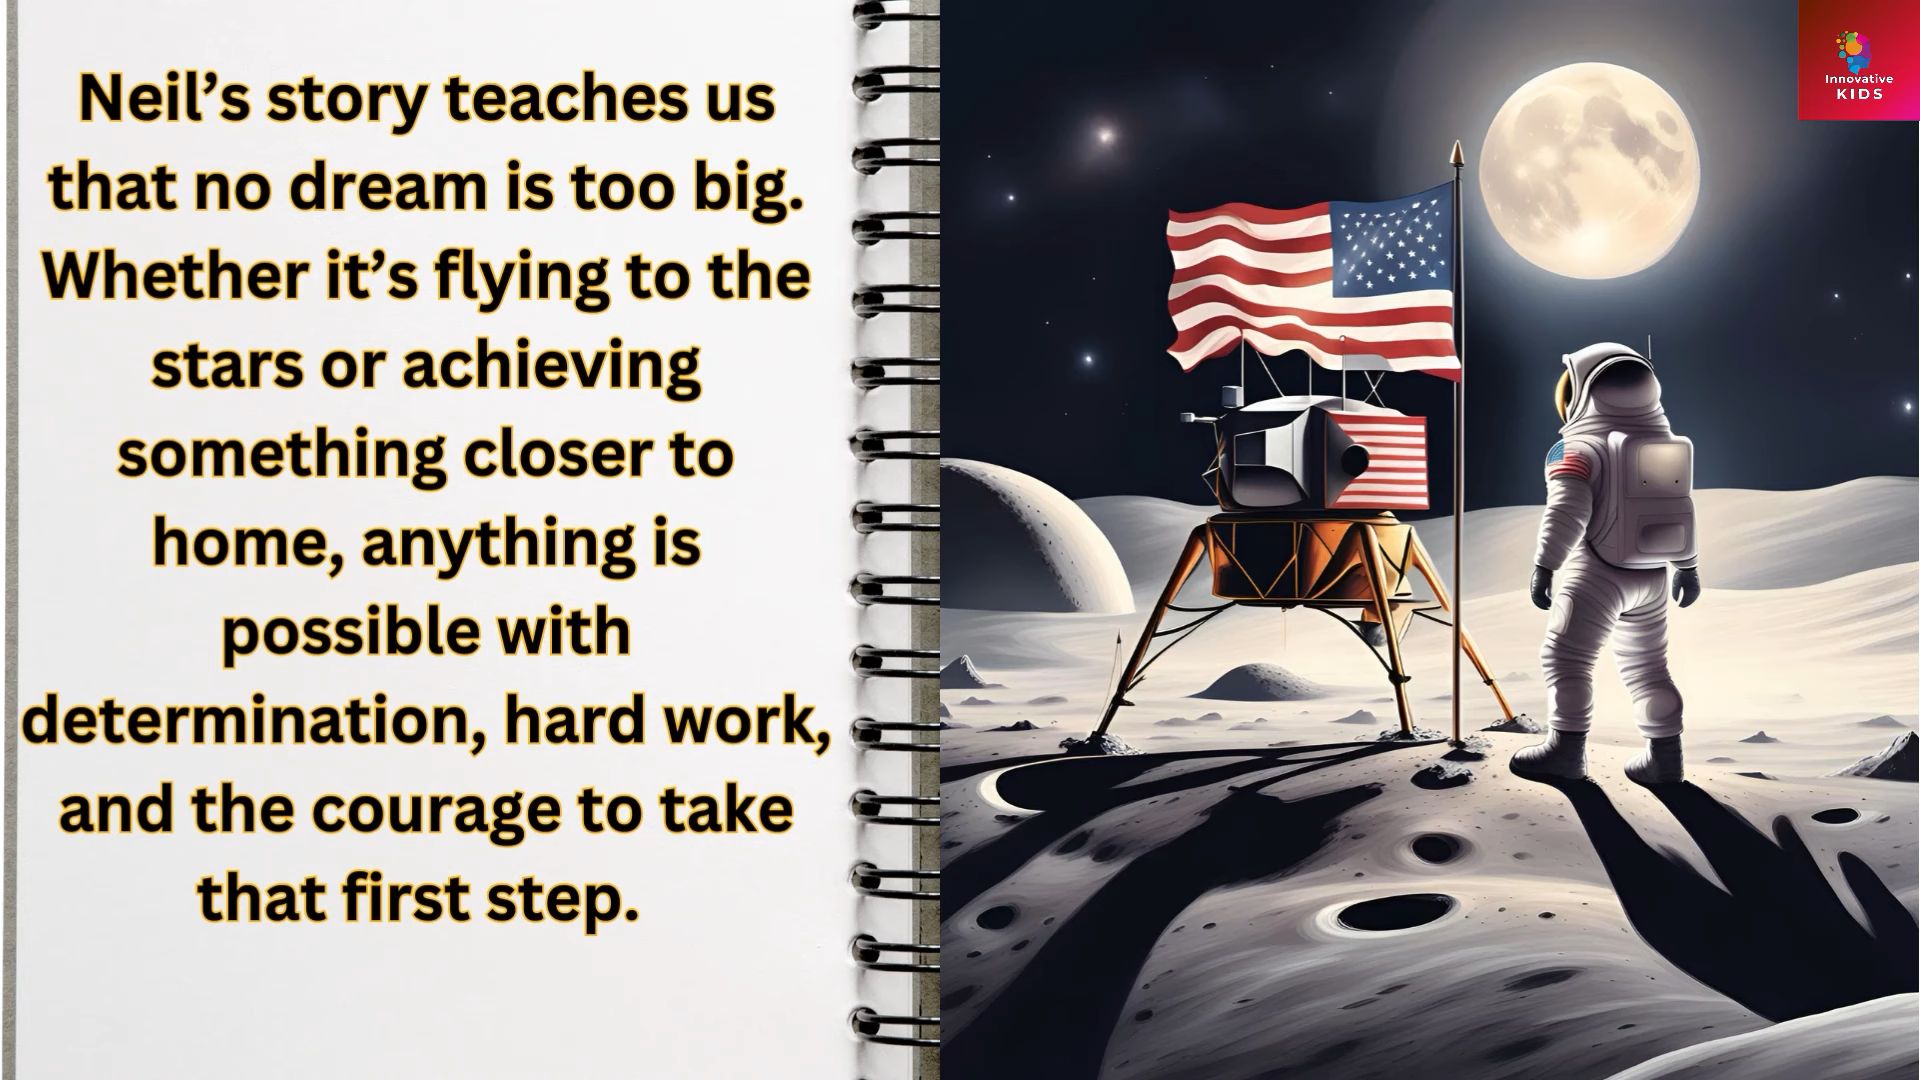 Neil’s story teaches us
that no dream is too big.
Whether it’s flying to the
stars or achieving
something closer to
home, anything is
possible with
determination, hard work,
and the courage to take
that first step.
Innovative
KIDS